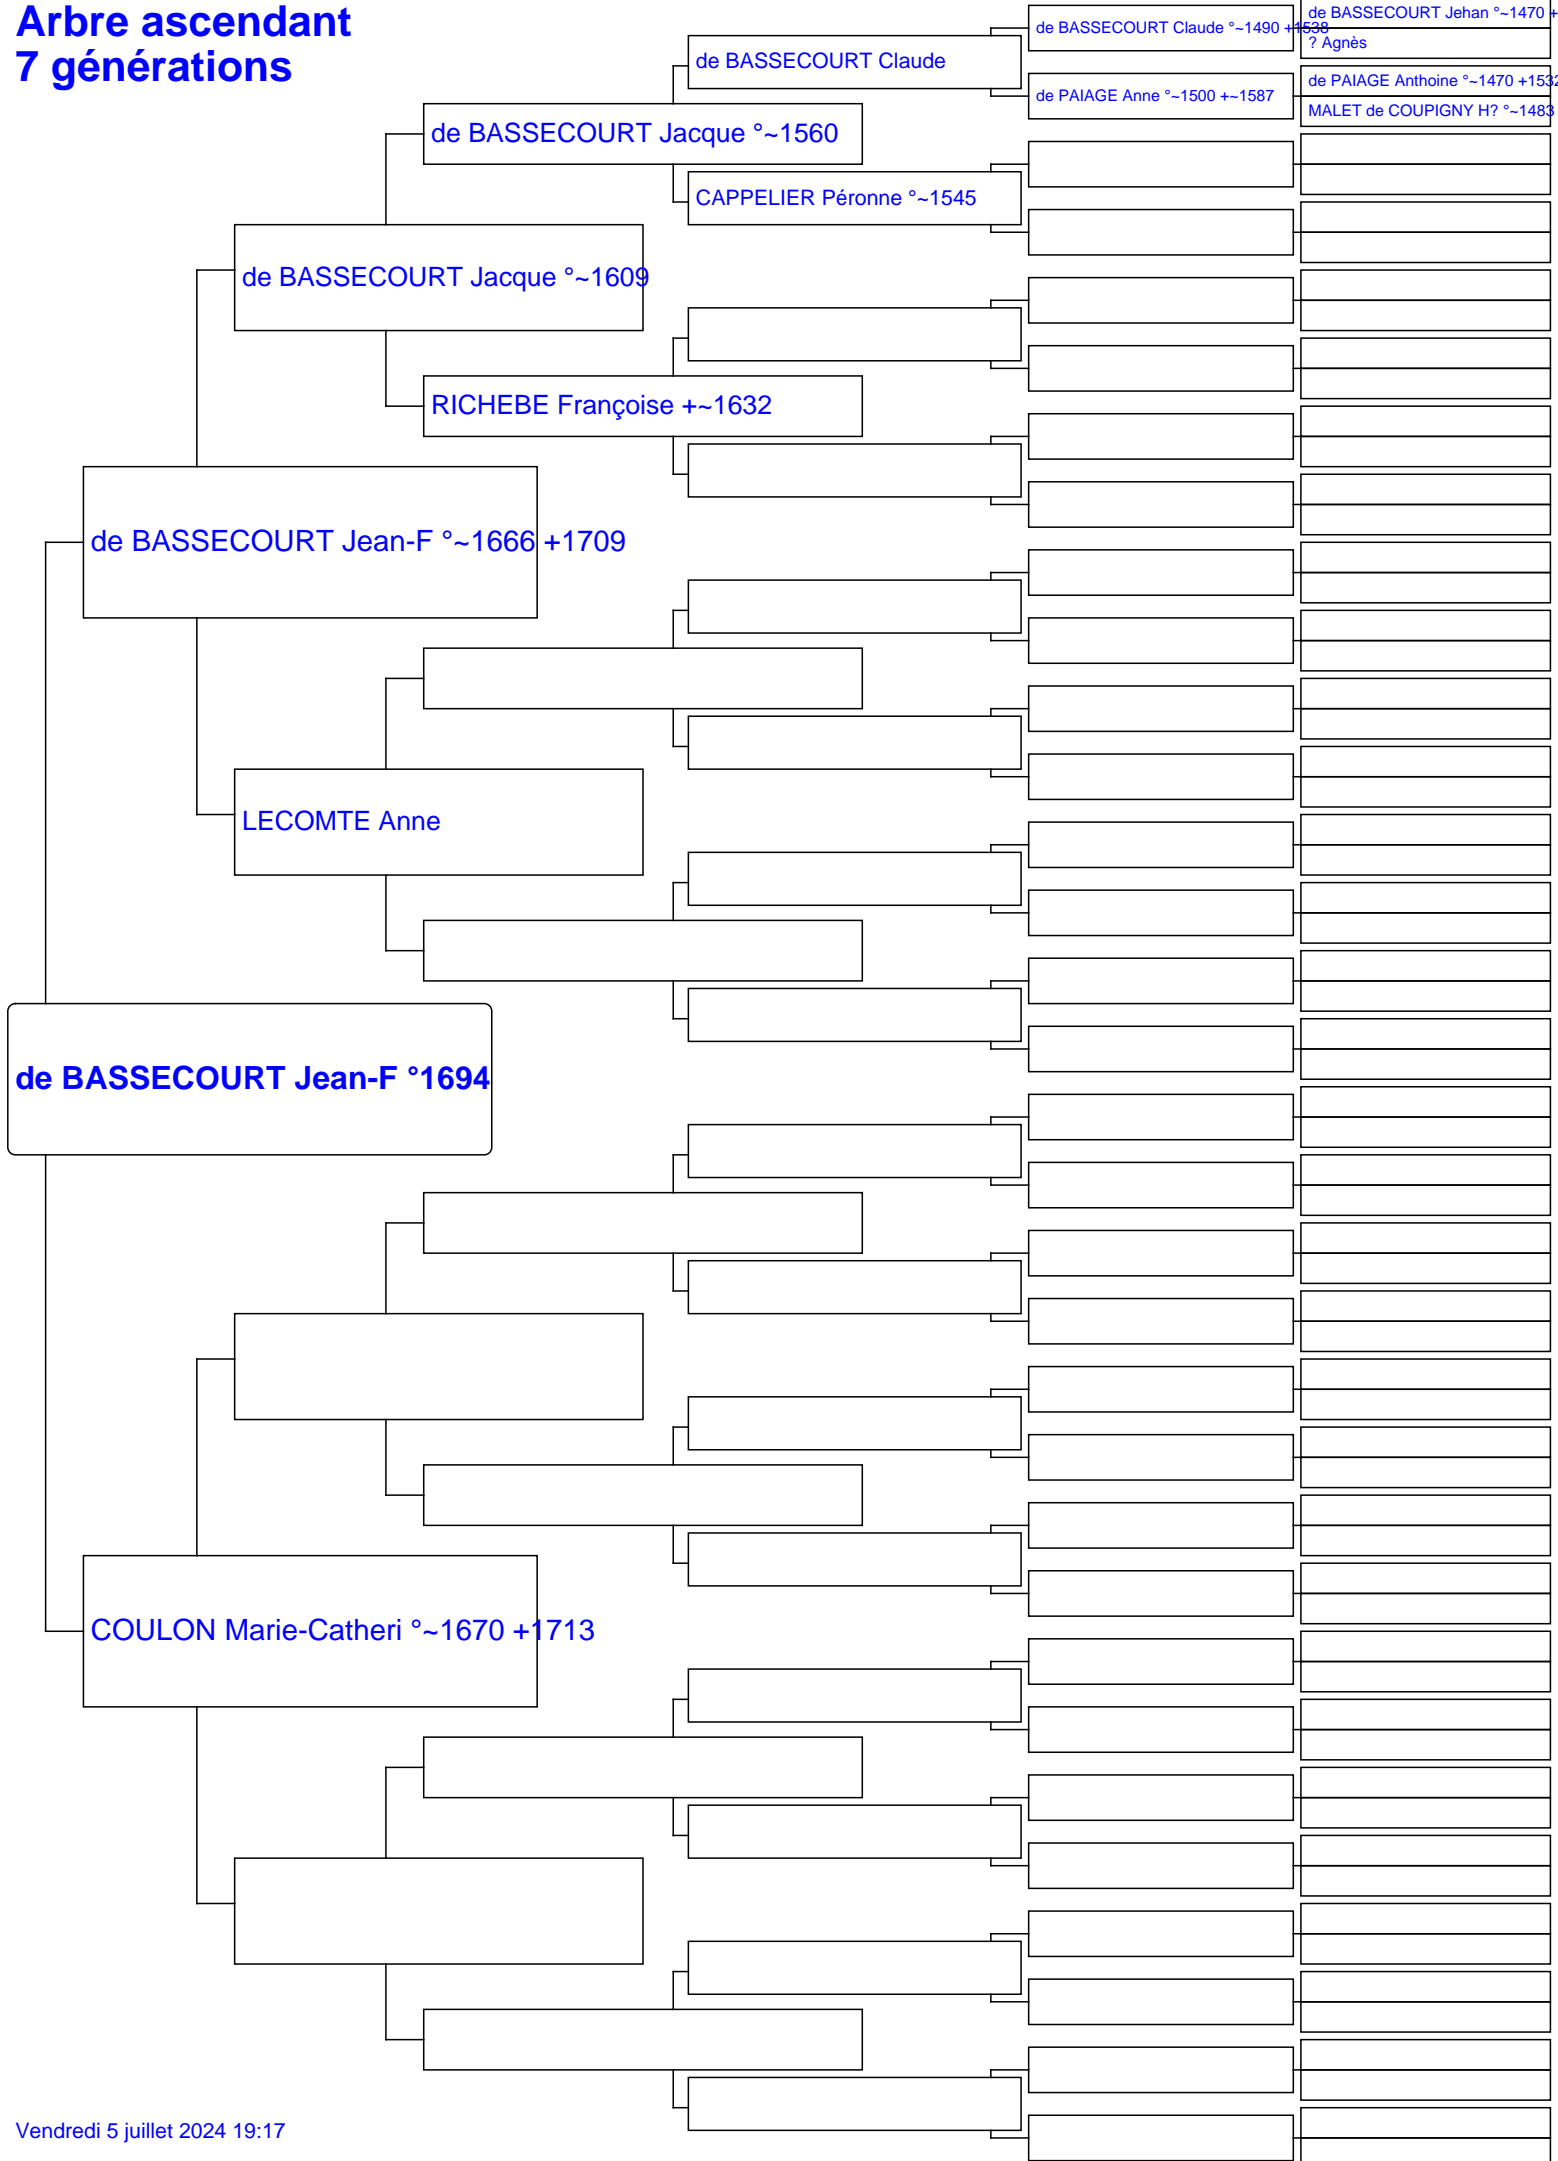 Arbre ascendant
7 générations
de BASSECOURT Jehan °~1470 +
de BASSECOURT Claude °~1490 +1538
? Agnès
de BASSECOURT Claude
de PAIAGE Anthoine °~1470 +1532
de PAIAGE Anne °~1500 +~1587
MALET de COUPIGNY H? °~1483
de BASSECOURT Jacque °~1560
CAPPELIER Péronne °~1545
de BASSECOURT Jacque °~1609
RICHEBE Françoise +~1632
de BASSECOURT Jean-F °~1666 +1709
LECOMTE Anne
de BASSECOURT Jean-F °1694
COULON Marie-Catheri °~1670 +1713
Vendredi 5 juillet 2024 19:17